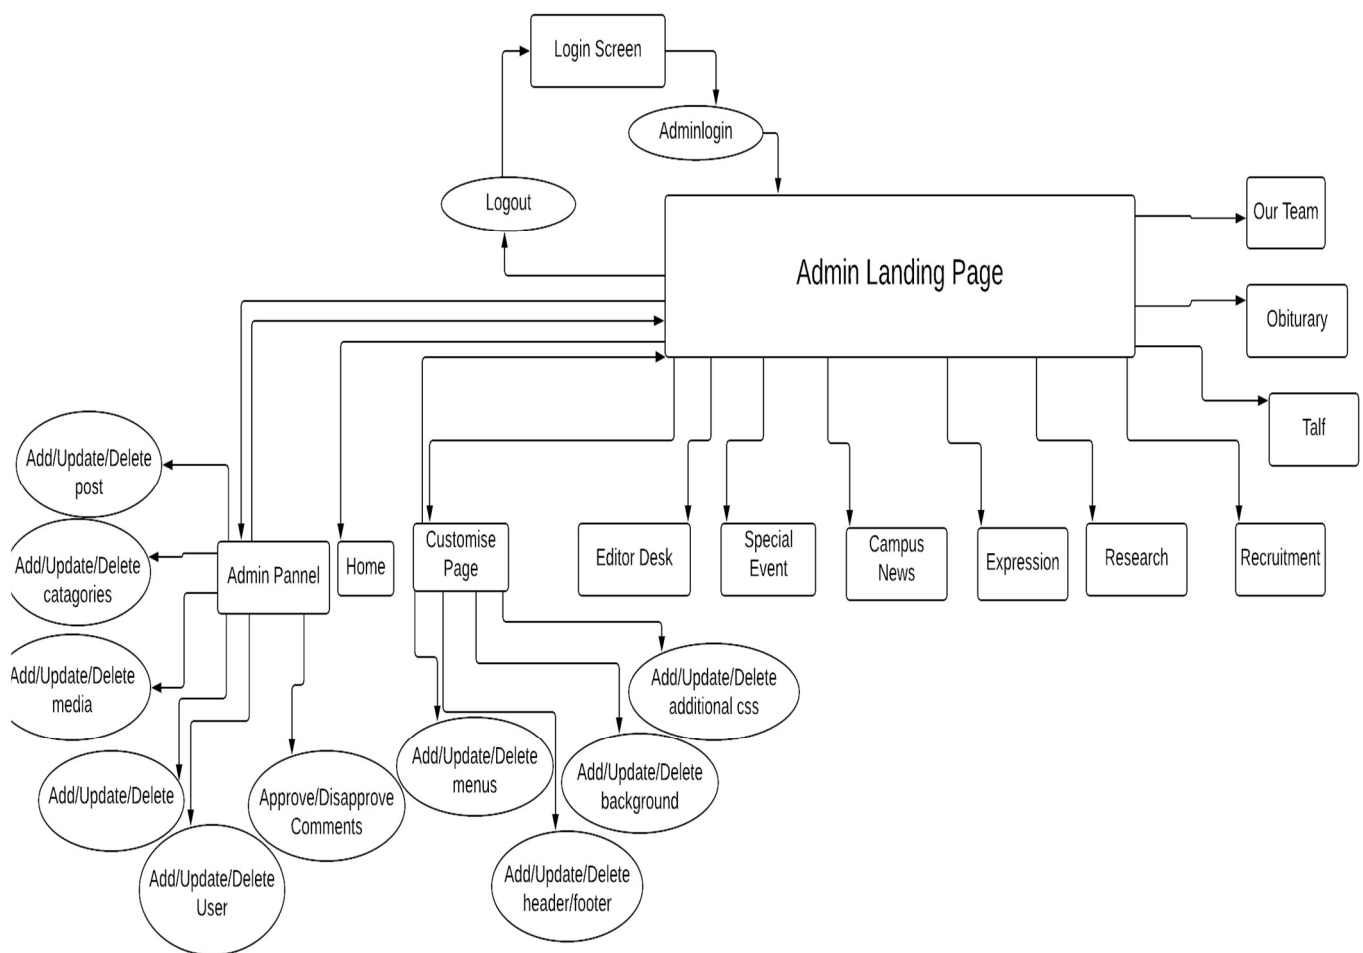 Login Screen
Adminlogin
Logout
Our Team
Admin Landing Page
Obiturary
Talf
Add/Update/Delete
post
Add/Update/Delete
catagories
Admin Pannel
Home
Customise
Page
Editor Desk
Special
Event
Campus
News
Expression
Research
Recruitment
Add/Update/Delete
media
Add/Update/Delete
Add/Update/Delete
User
Approve/Disapprove
Comments
Add/Update/Delete
menus
Add/Update/Delete
header/footer
Add/Update/Delete
background
Add/Update/Delete
additional css